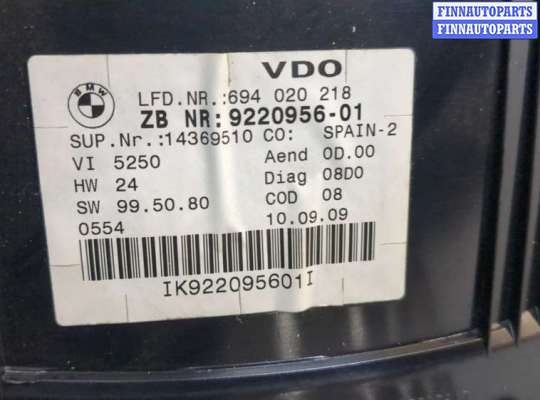 FINNAUTOPARTS
FINNAUTOPARTS
BMW
VDO
LFD.NR.:694 020 218
ZB NR:9220956-01
SUP.Nr.:14369510 CO: SPAIN-2
VI 5250 Aend 0D.00
HW 24 Diag 08D0
SW 99.50.80 COD 08
0554 10.09.09
IK922095601I